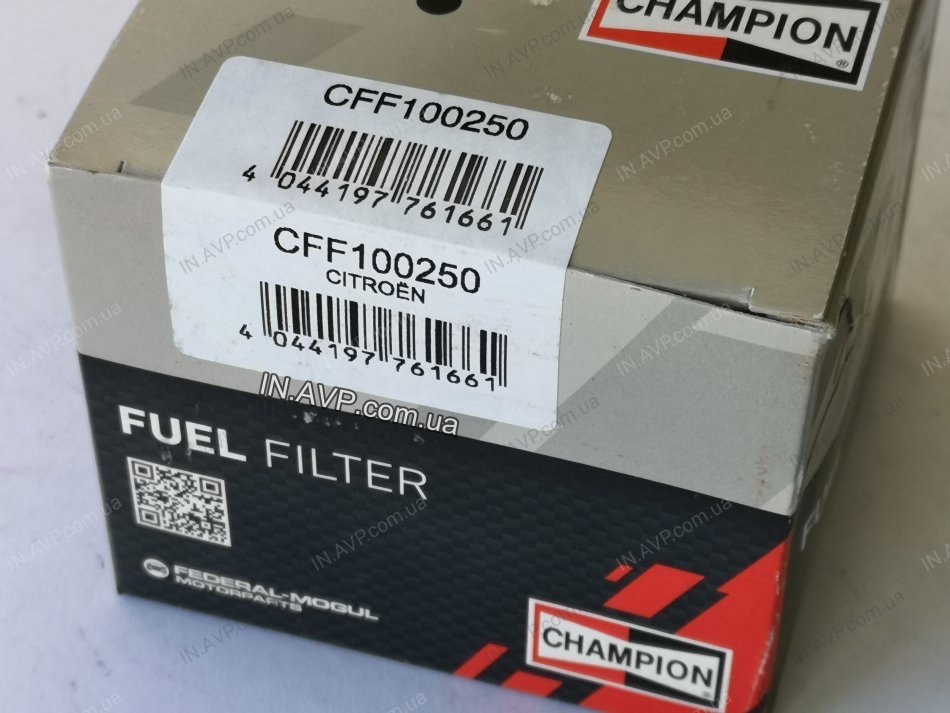 CHAMPION
®
CFF100250
4 044197 761661
CFF100250
CITROËN
4 044197 761661
IN.AVP.com.ua
FUEL FILTER
FEDERAL-MOGUL
MOTORPARTS
CHAMPION